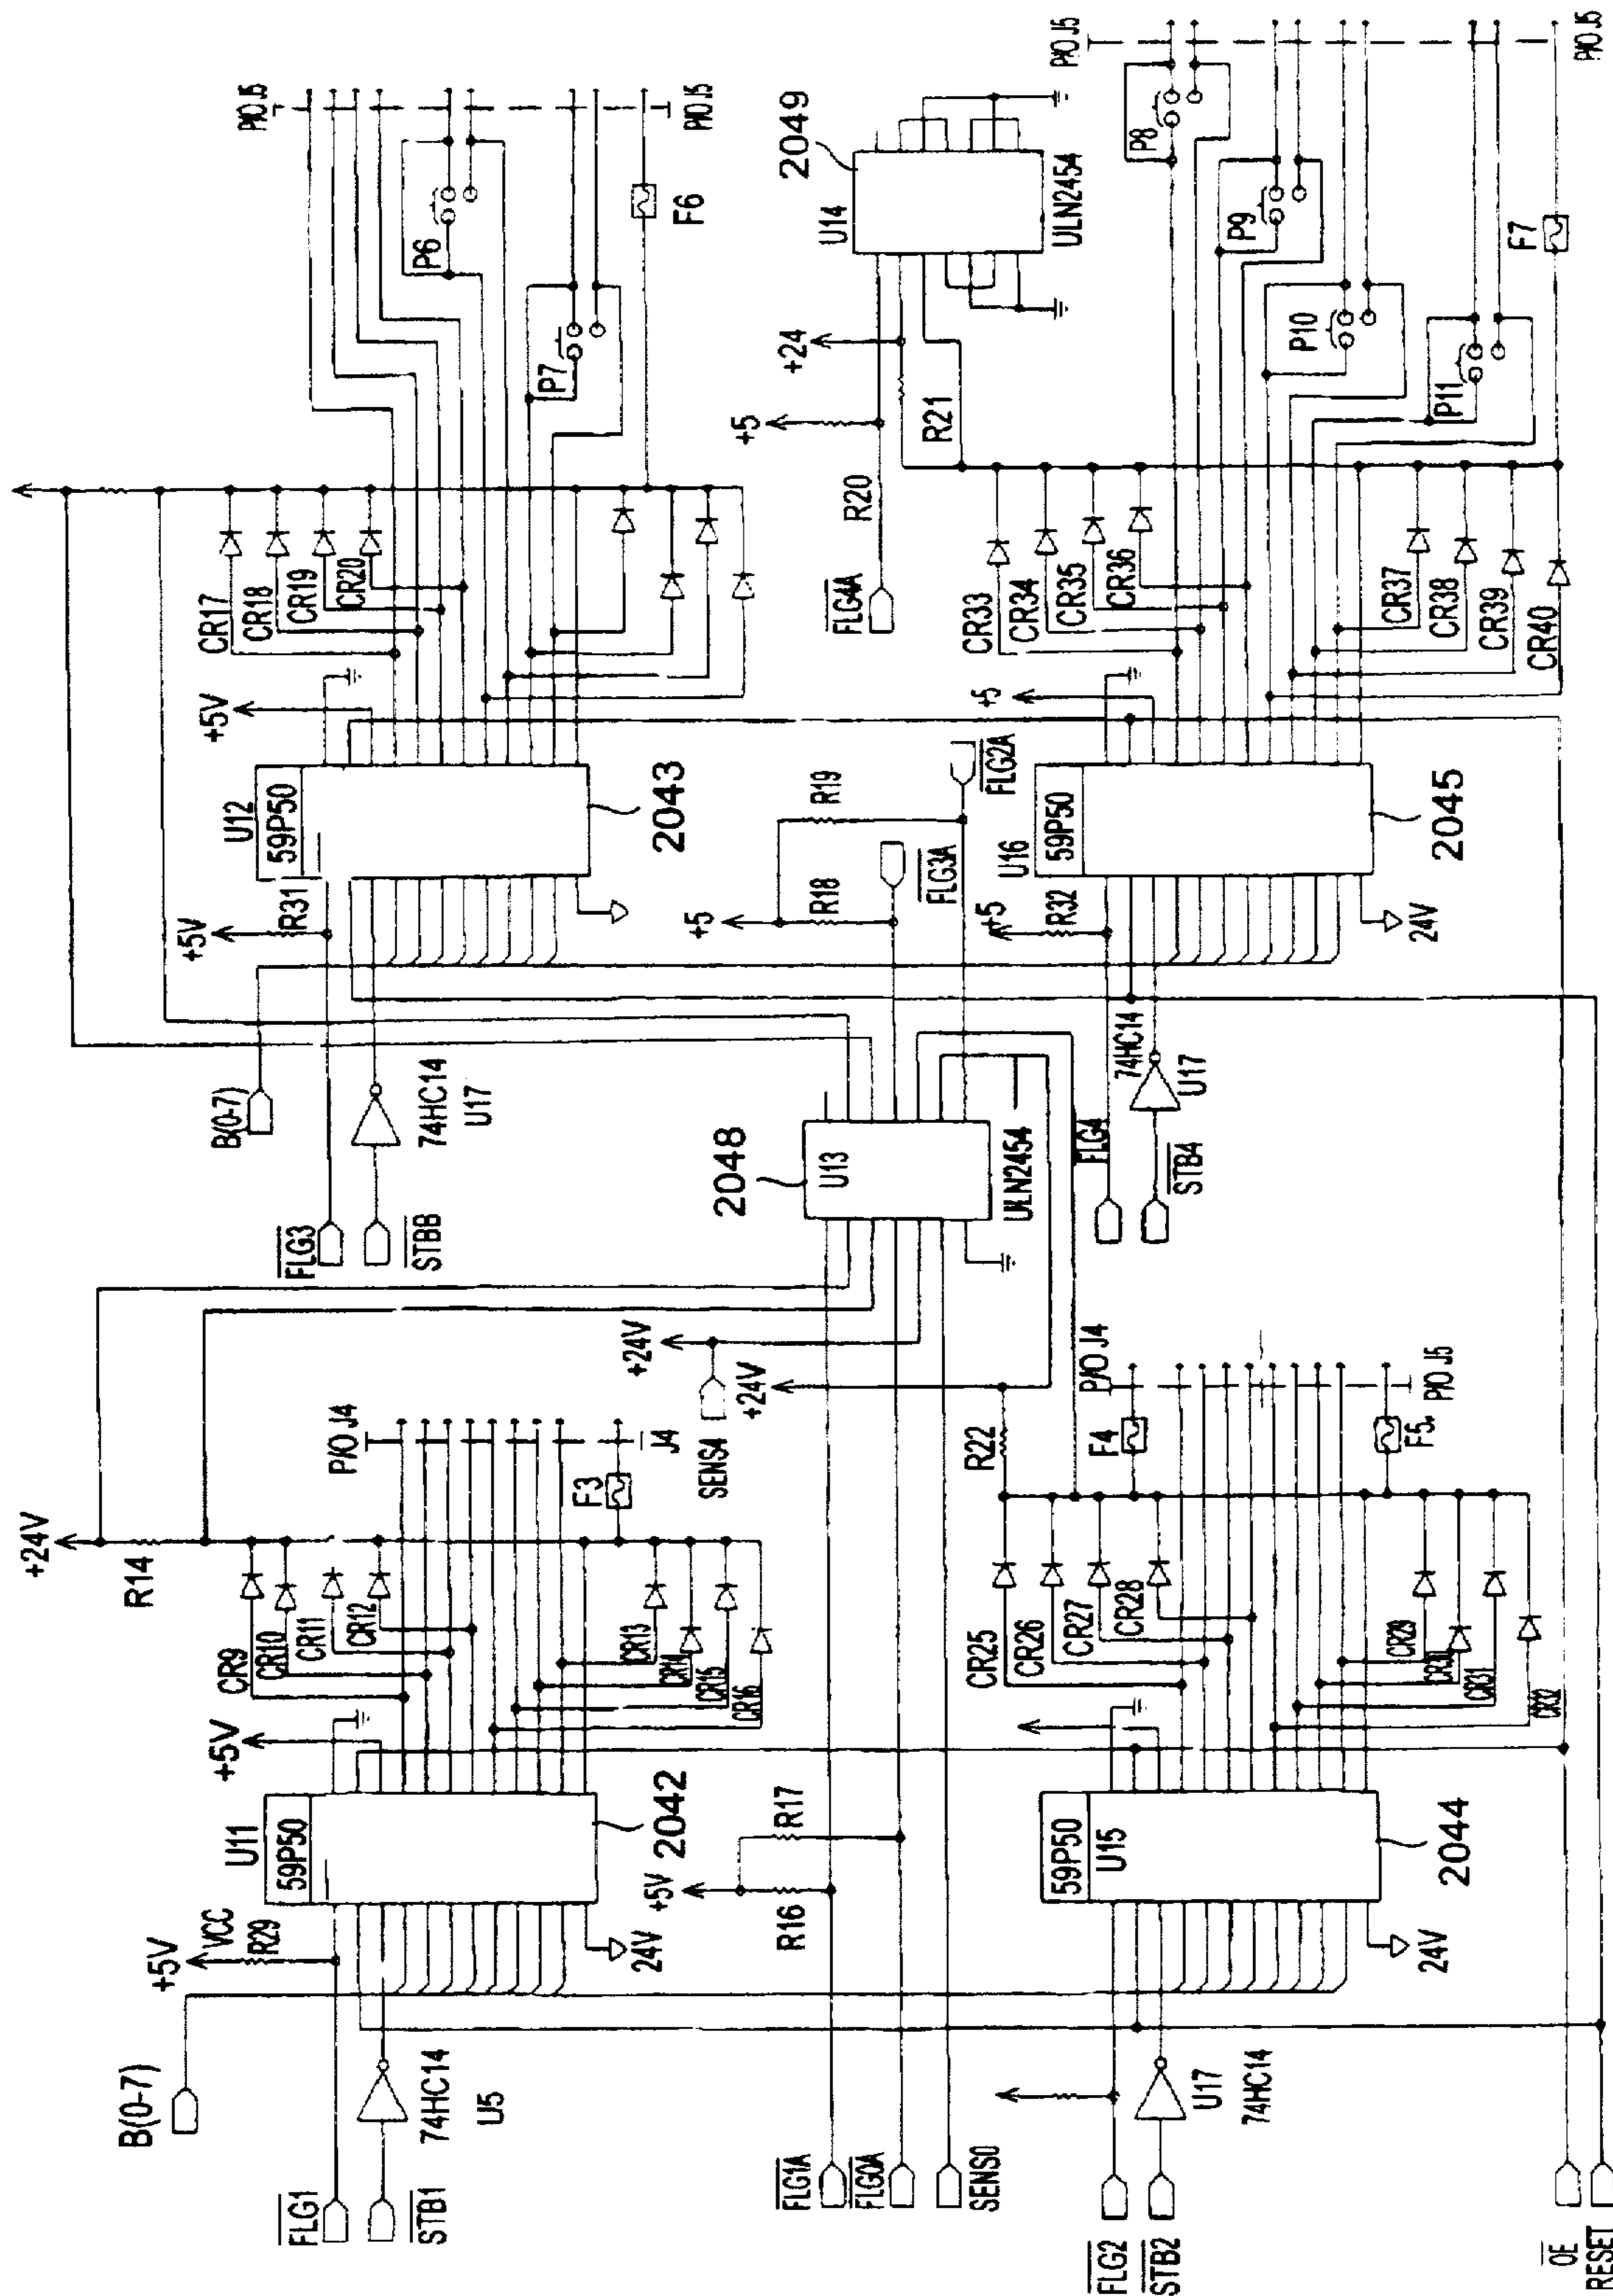 P/O J5
P/O J5
P6
P7
F6
CR17
CR18
CR19
CR20
+5V
U12
59P50
2043
+5V
R31
B(0-7)
74HC14
U17
FLG3
STBB
2049
U14
ULN2454
+24
+5
R21
R20
FLG4A
P/O J5
P/O J5
P8
P9
P10
P11
F7
CR33
CR34
CR35
CR36
CR37
CR38
CR39
CR40
+5
R19
R18
+5
FLG2A
FLG3A
U16
59P50
2045
+5
R32
24V
74HC14
U17
FLG4
STB4
2048
U13
ULN2454
+24V
R14
P/O J4
J4
F3
CR9
CR10
CR11
CR12
CR13
CR14
CR15
CR16
+5V
U11
59P50
2042
24V
+5V
VCC
R29
B(0-7)
74HC14
U5
FLG1
STB1
+24V
SENS4
+24V
R22
P/O J4
P/O J5
F4
F5
CR25
CR26
CR27
CR28
CR29
CR30
CR31
CR32
+5V
R17
R16
59P50
U15
2044
24V
FLG1A
FLG0A
SENS0
U17
74HC14
FLG2
STB2
OE
RESET